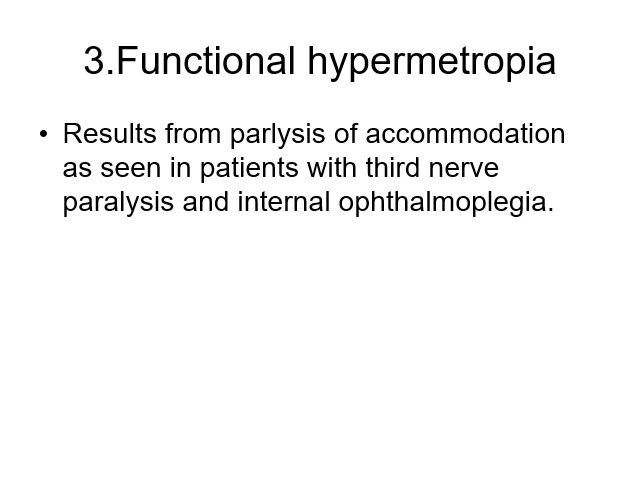 3.Functional hypermetropia
• Results from parlysis of accommodation
as seen in patients with third nerve
paralysis and internal ophthalmoplegia.